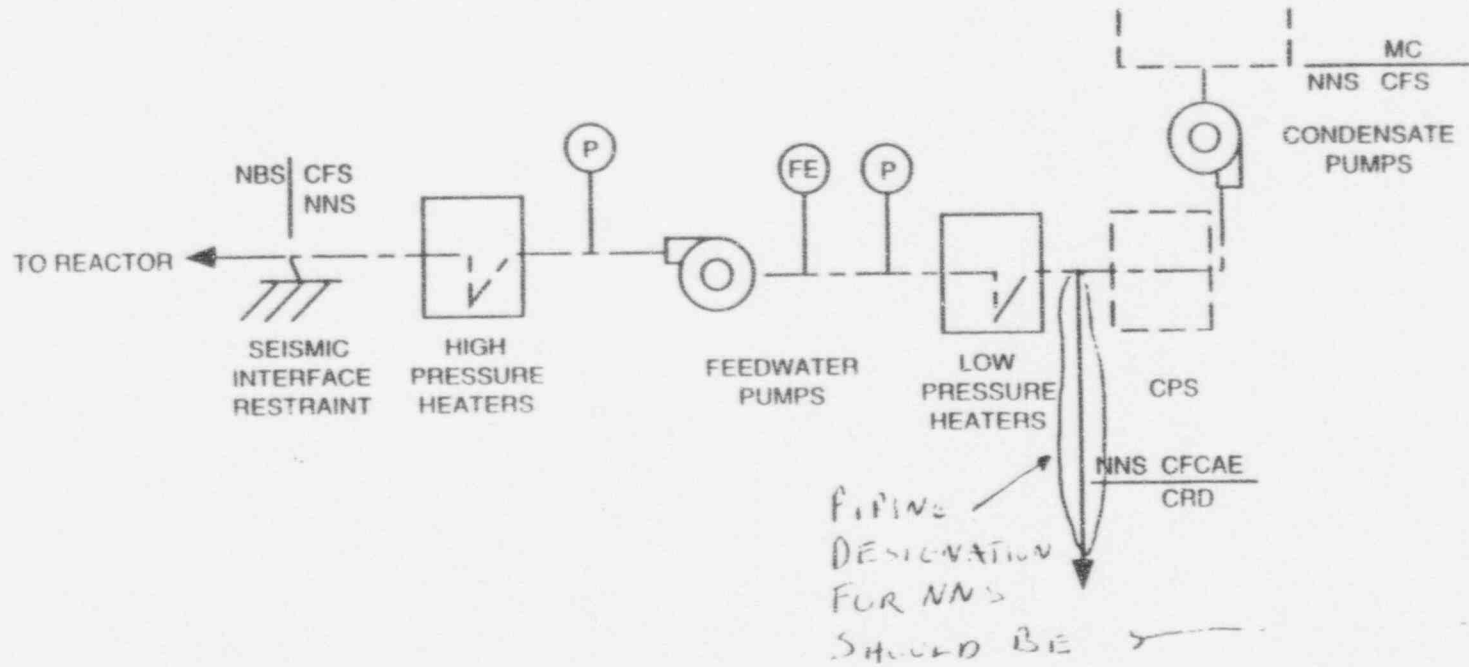 MC
NNS CFS
CONDENSATE
PUMPS
P
FE
P
NBS CFS
NNS
TO REACTOR
SEISMIC
INTERFACE
RESTRAINT
HIGH
PRESSURE
HEATERS
FEEDWATER
PUMPS
LOW
PRESSURE
HEATERS
CPS
NNS CFCAE
CRD
PIPING
DESIGNATION
FOR NNS
SHOULD BE